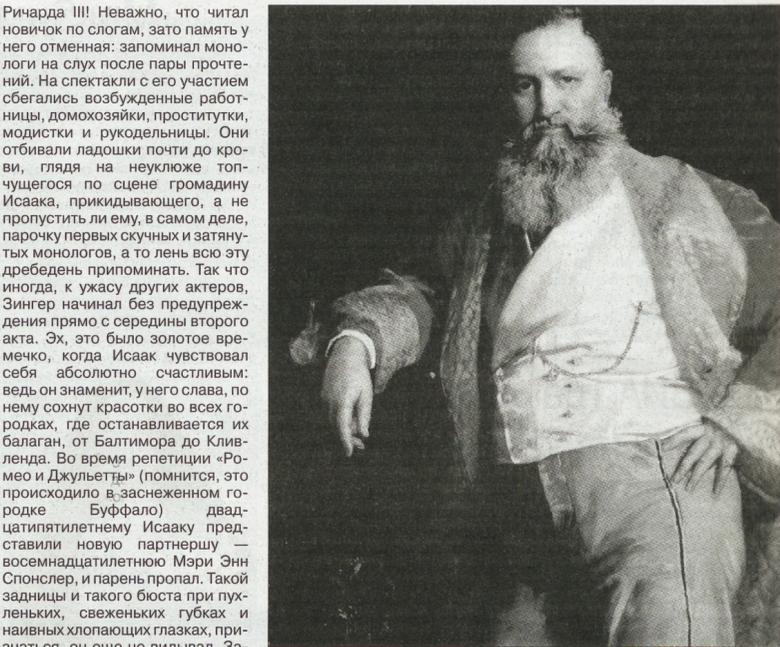 Ричарда III! Неважно, что читал
новичок по слогам, зато память у
него отменная: запоминал моно-
логи на слух после пары прочте-
ний. На спектакли с его участием
сбегались возбужденные работ-
ницы, домохозяйки, проститутки,
модистки и рукодельницы. Они
отбивали ладошки почти до кро-
ви, глядя на неуклюже топ-
чущегося по сцене громадину
Исаака, прикидывающего, а не
пропустить ли ему, в самом деле,
парочку первых скучных и затяну-
тых монологов, а то лень всю эту
дребедень припоминать. Так что
иногда, к ужасу других актеров,
Зингер начинал без предупреж-
дения прямо с середины второго
акта. Эх, это было золотое вре-
мечко, когда Исаак чувствовал
себя абсолютно счастливым:
ведь он знаменит, у него слава, по
нему сохнут красотки во всех го-
родках, где останавливается их
балаган, от Балтимора до Клив-
ленда. Во время репетиции «Ро-
мео и Джульетты» (помнится, это
происходило в заснеженном го-
родке Буффало) двад-
цатипятилетнему Исааку пред-
ставили новую партнершу —
восемнадцатилетнюю Мэри Энн
Спонслер, и парень пропал. Такой
задницы и такого бюста при пух-
леньких, свеженьких губках и
наивных хлопающих глазках, при-
знаться, он еще не видывал. За-